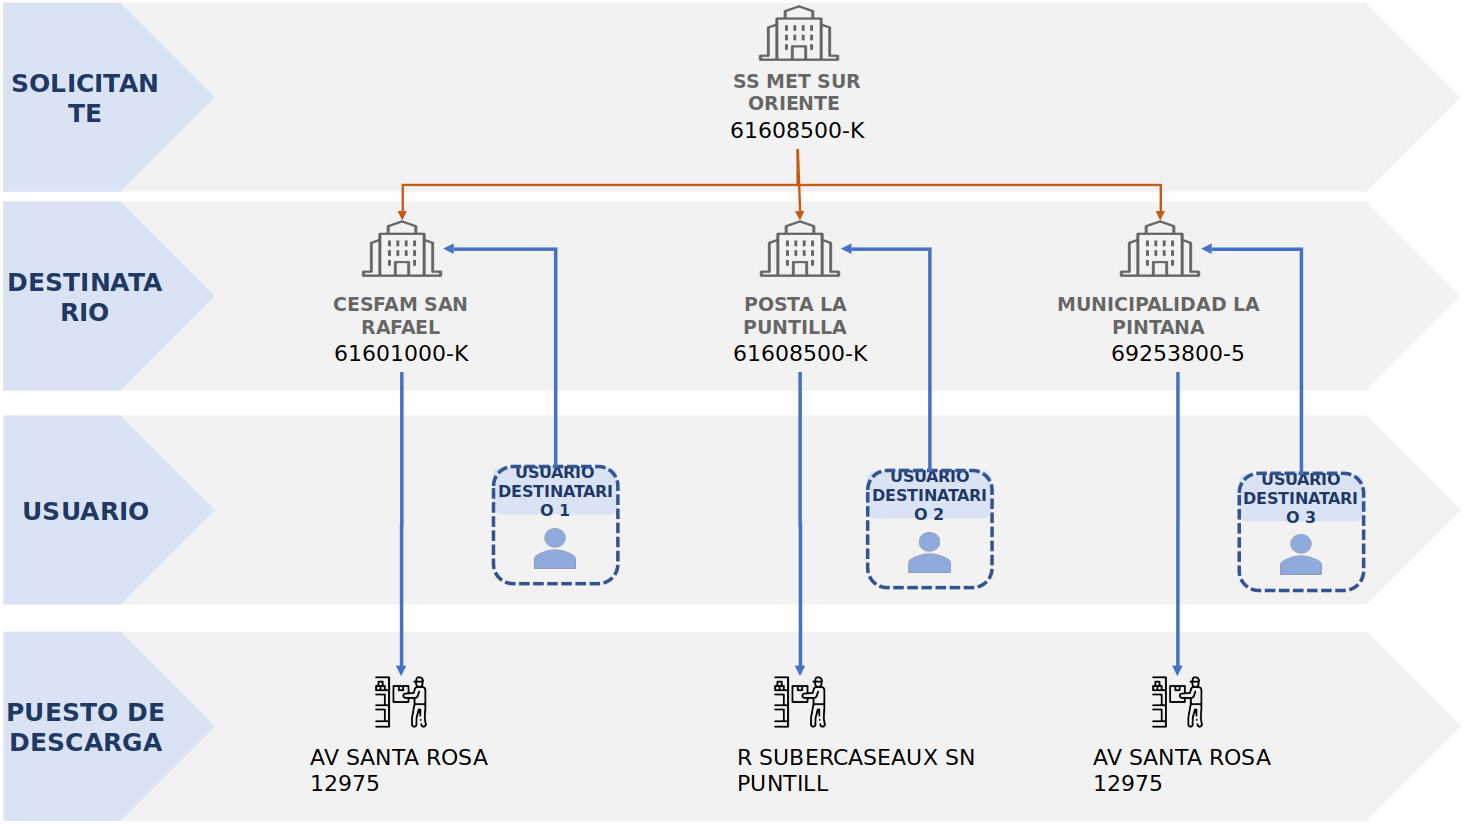 SOLICITAN
TE
SS MET SUR
ORIENTE
61608500-K
DESTINATA
RIO
CESFAM SAN
RAFAEL
61601000-K
POSTA LA
PUNTILLA
61608500-K
MUNICIPALIDAD LA
PINTANA
69253800-5
USUARIO
USUARIO
DESTINATARI
O 1
USUARIO
DESTINATARI
O 2
USUARIO
DESTINATARI
O 3
PUESTO DE
DESCARGA
AV SANTA ROSA
12975
R SUBERCASEAUX SN
PUNTILL
AV SANTA ROSA
12975